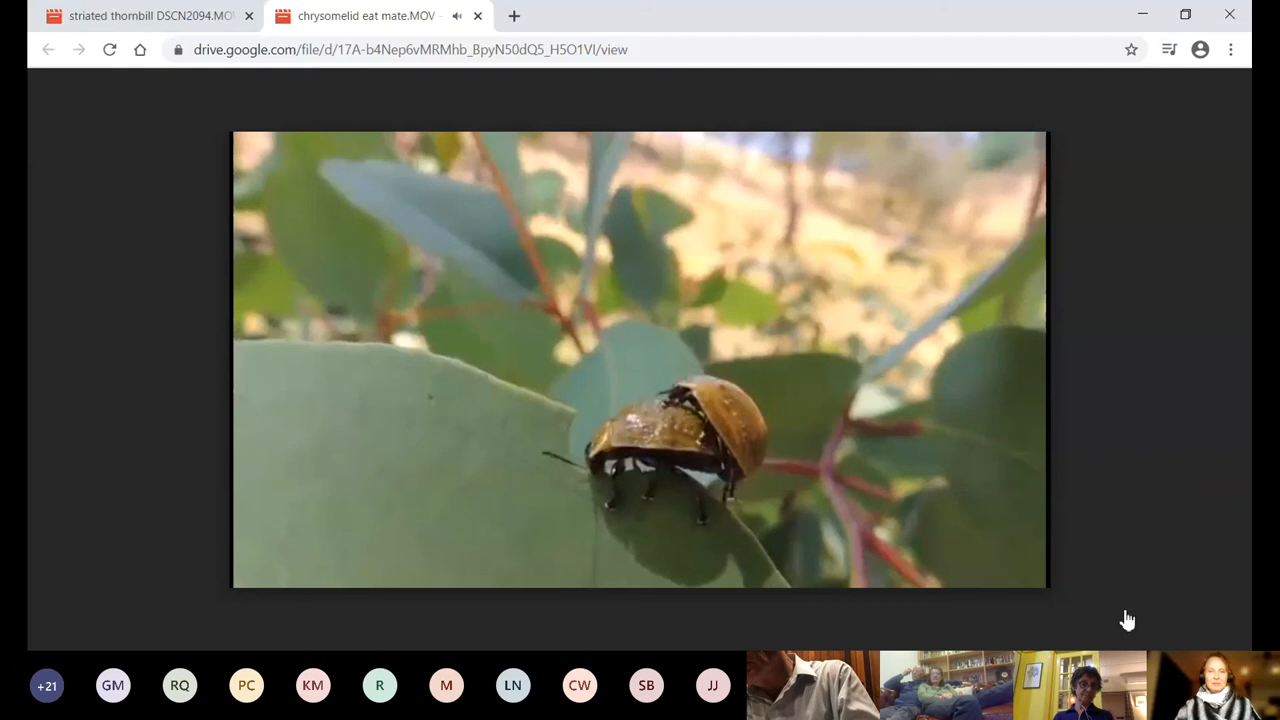 striated thornbill DSCN2094.MO
chrysomelid eat mate.MOV -
drive.google.com/file/d/17A-b4Nep6vMRMhb_BpyN50dQ5_H5O1VI/view
+21 GM RQ PC KM R M LN CW SB JJ